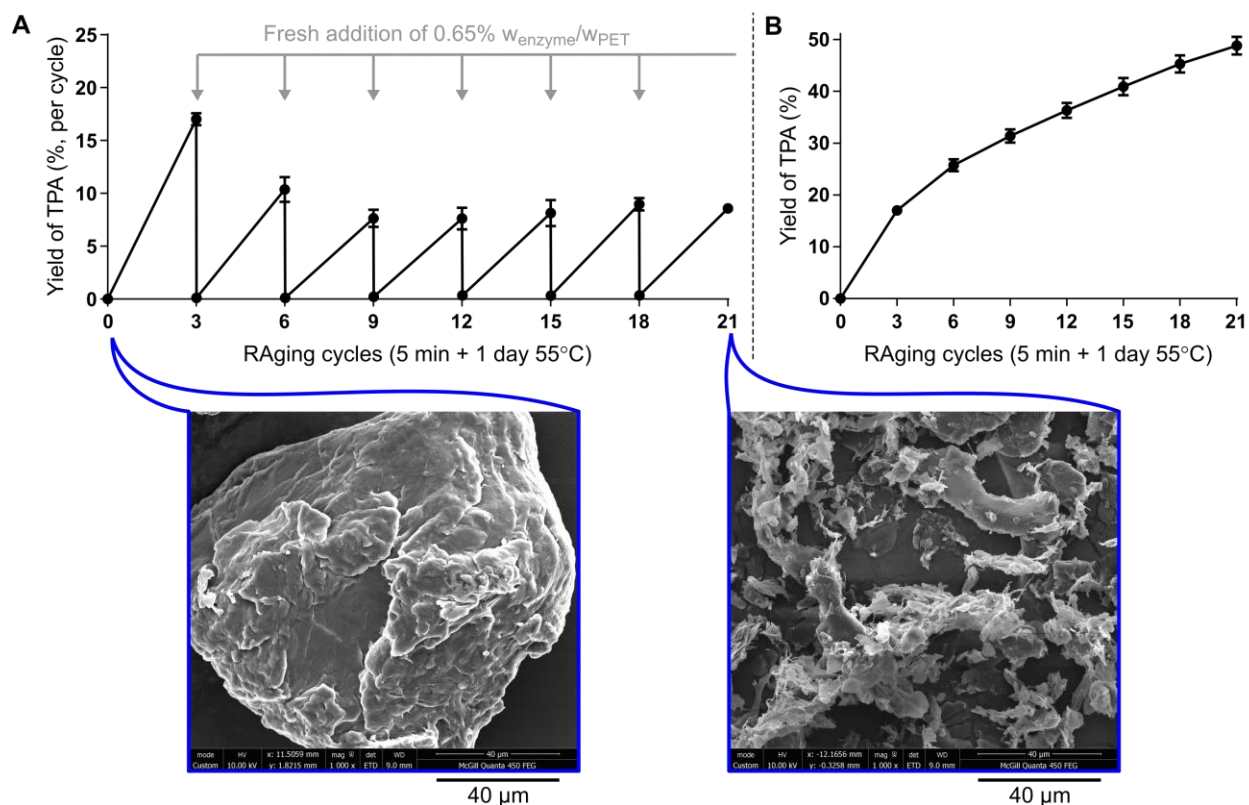 A
Fresh addition of 0.65% wenzyme/wPET
Yield of TPA (%, per cycle)
25
20
15
10
5
0
0 3 6 9 12 15 18 21
RAging cycles (5 min + 1 day 55°C)
B
Yield of TPA (%)
50
40
30
20
10
0
0 3 6 9 12 15 18 21
RAging cycles (5 min + 1 day 55°C)
mode HV x: 11.5059 mm mag det WD 40 µm
Custom 10.00 kV y: 1.8215 mm 1 000 x ETD 9.0 mm McGill Quanta 450 FEG
40 µm
mode HV x: -12.1656 mm mag det WD 40 µm
Custom 10.00 kV y: -0.3258 mm 1 000 x ETD 9.0 mm McGill Quanta 450 FEG
40 µm